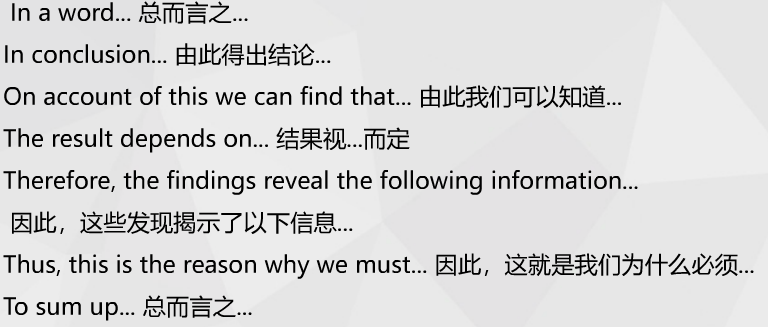 In a word... 总而言之...
In conclusion... 由此得出结论...
On account of this we can find that... 由此我们可以知道...
The result depends on... 结果视...而定
Therefore, the findings reveal the following information...
因此，这些发现揭示了以下信息...
Thus, this is the reason why we must... 因此，这就是我们为什么必须...
To sum up... 总而言之...